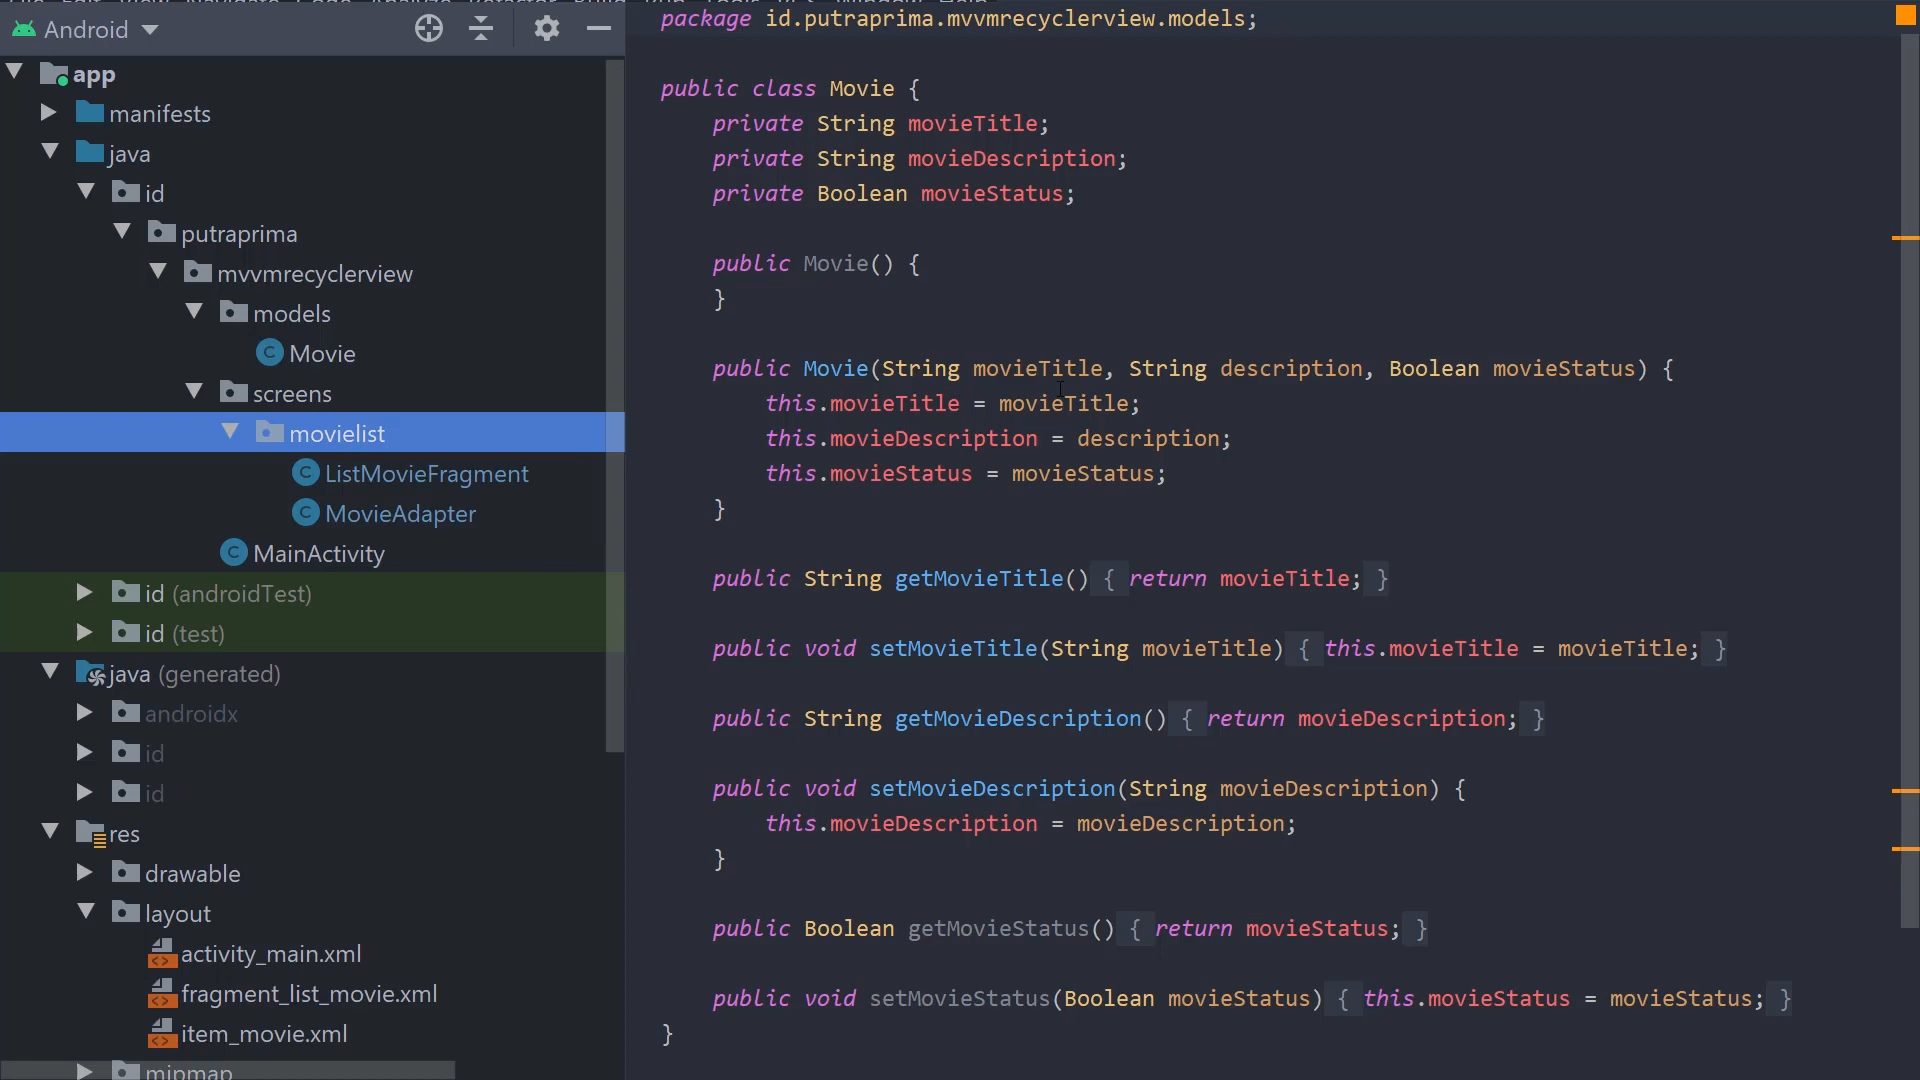 Android
app
manifests
java
id
putraprima
mvvmrecyclerview
models
Movie
screens
movielist
ListMovieFragment
MovieAdapter
MainActivity
id (androidTest)
id (test)
java (generated)
androidx
id
id
res
drawable
layout
activity_main.xml
fragment_list_movie.xml
item_movie.xml
mipmap
package id.putraprima.mvvmrecyclerview.models;
public class Movie {
private String movieTitle;
private String movieDescription;
private Boolean movieStatus;
public Movie() {
}
public Movie(String movieTitle, String description, Boolean movieStatus) {
this.movieTitle = movieTitle;
this.movieDescription = description;
this.movieStatus = movieStatus;
}
public String getMovieTitle() { return movieTitle; }
public void setMovieTitle(String movieTitle) { this.movieTitle = movieTitle; }
public String getMovieDescription() { return movieDescription; }
public void setMovieDescription(String movieDescription) {
this.movieDescription = movieDescription;
}
public Boolean getMovieStatus() { return movieStatus; }
public void setMovieStatus(Boolean movieStatus) { this.movieStatus = movieStatus; }
}